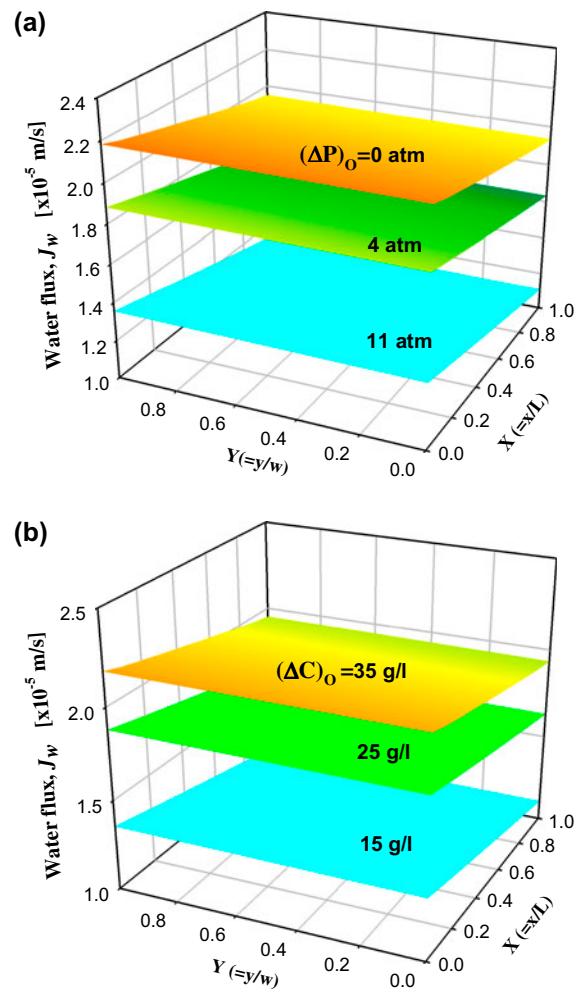 (a)
2.4
2.2
2.0
1.8
1.6
1.4
1.2
1.0
Water flux, Jw [x10-5 m/s]
(ΔP)O=0 atm
4 atm
11 atm
0.8
0.6
0.4
0.2
0.0
Y(=y/w)
0.0
0.2
0.4
0.6
0.8
1.0
X (=x/L)
(b)
2.5
2.0
1.5
1.0
Water flux, Jw [x10-5 m/s]
(ΔC)O =35 g/l
25 g/l
15 g/l
0.8
0.6
0.4
0.2
0.0
Y (=y/w)
0.0
0.2
0.4
0.6
0.8
1.0
X (=x/L)